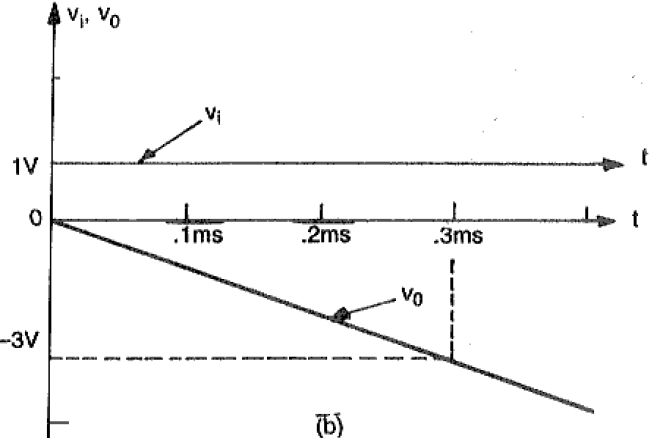 vᵢ, v₀
vᵢ
1V
t
0
t
.1ms .2ms .3ms
v₀
-3V
(b)